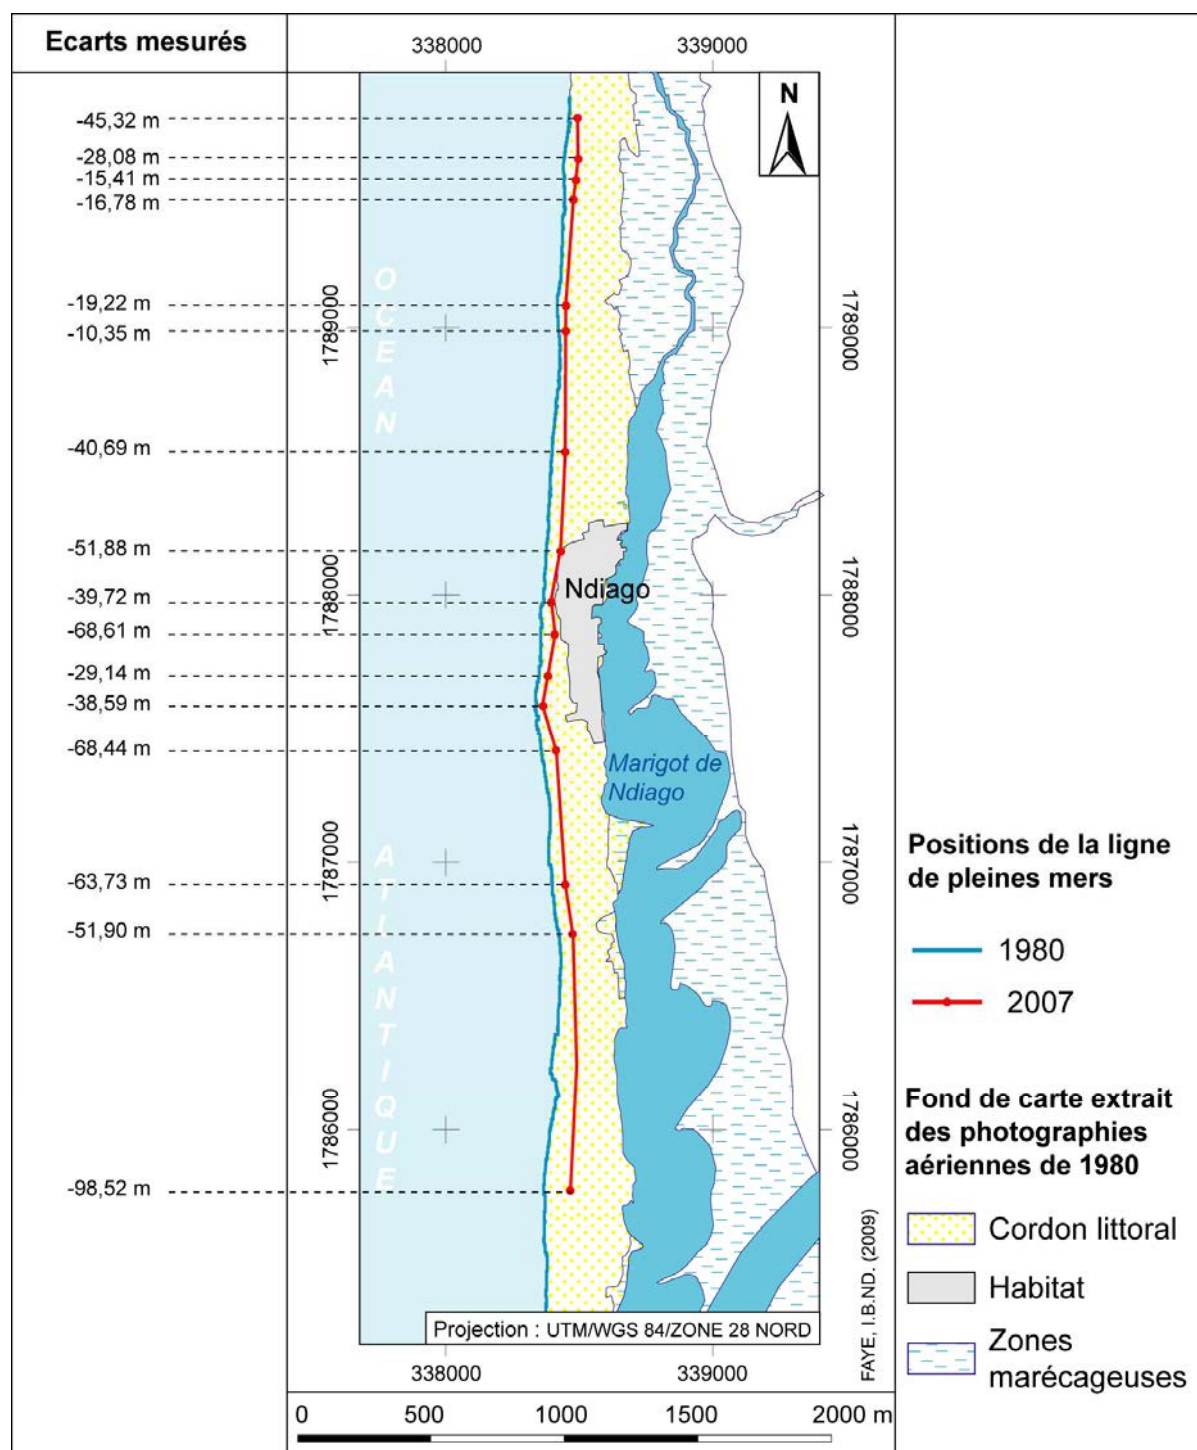 Ecarts mesurés
338000
339000
-45,32 m
-28,08 m
-15,41 m
-16,78 m
-19,22 m
-10,35 m
-40,69 m
-51,88 m
-39,72 m
-68,61 m
-29,14 m
-38,59 m
-68,44 m
-63,73 m
-51,90 m
-98,52 m
N
OCEAN
ATLANTIQUE
1789000
1788000
1787000
1786000
1789000
1788000
1787000
1786000
Ndiago
Marigot de
Ndiago
Projection : UTM/WGS 84/ZONE 28 NORD
FAYE, I.B.ND. (2009)
338000
339000
0
500
1000
1500
2000 m
Positions de la ligne
de pleines mers
1980
2007
Fond de carte extrait
des photographies
aériennes de 1980
Cordon littoral
Habitat
Zones
marécageuses